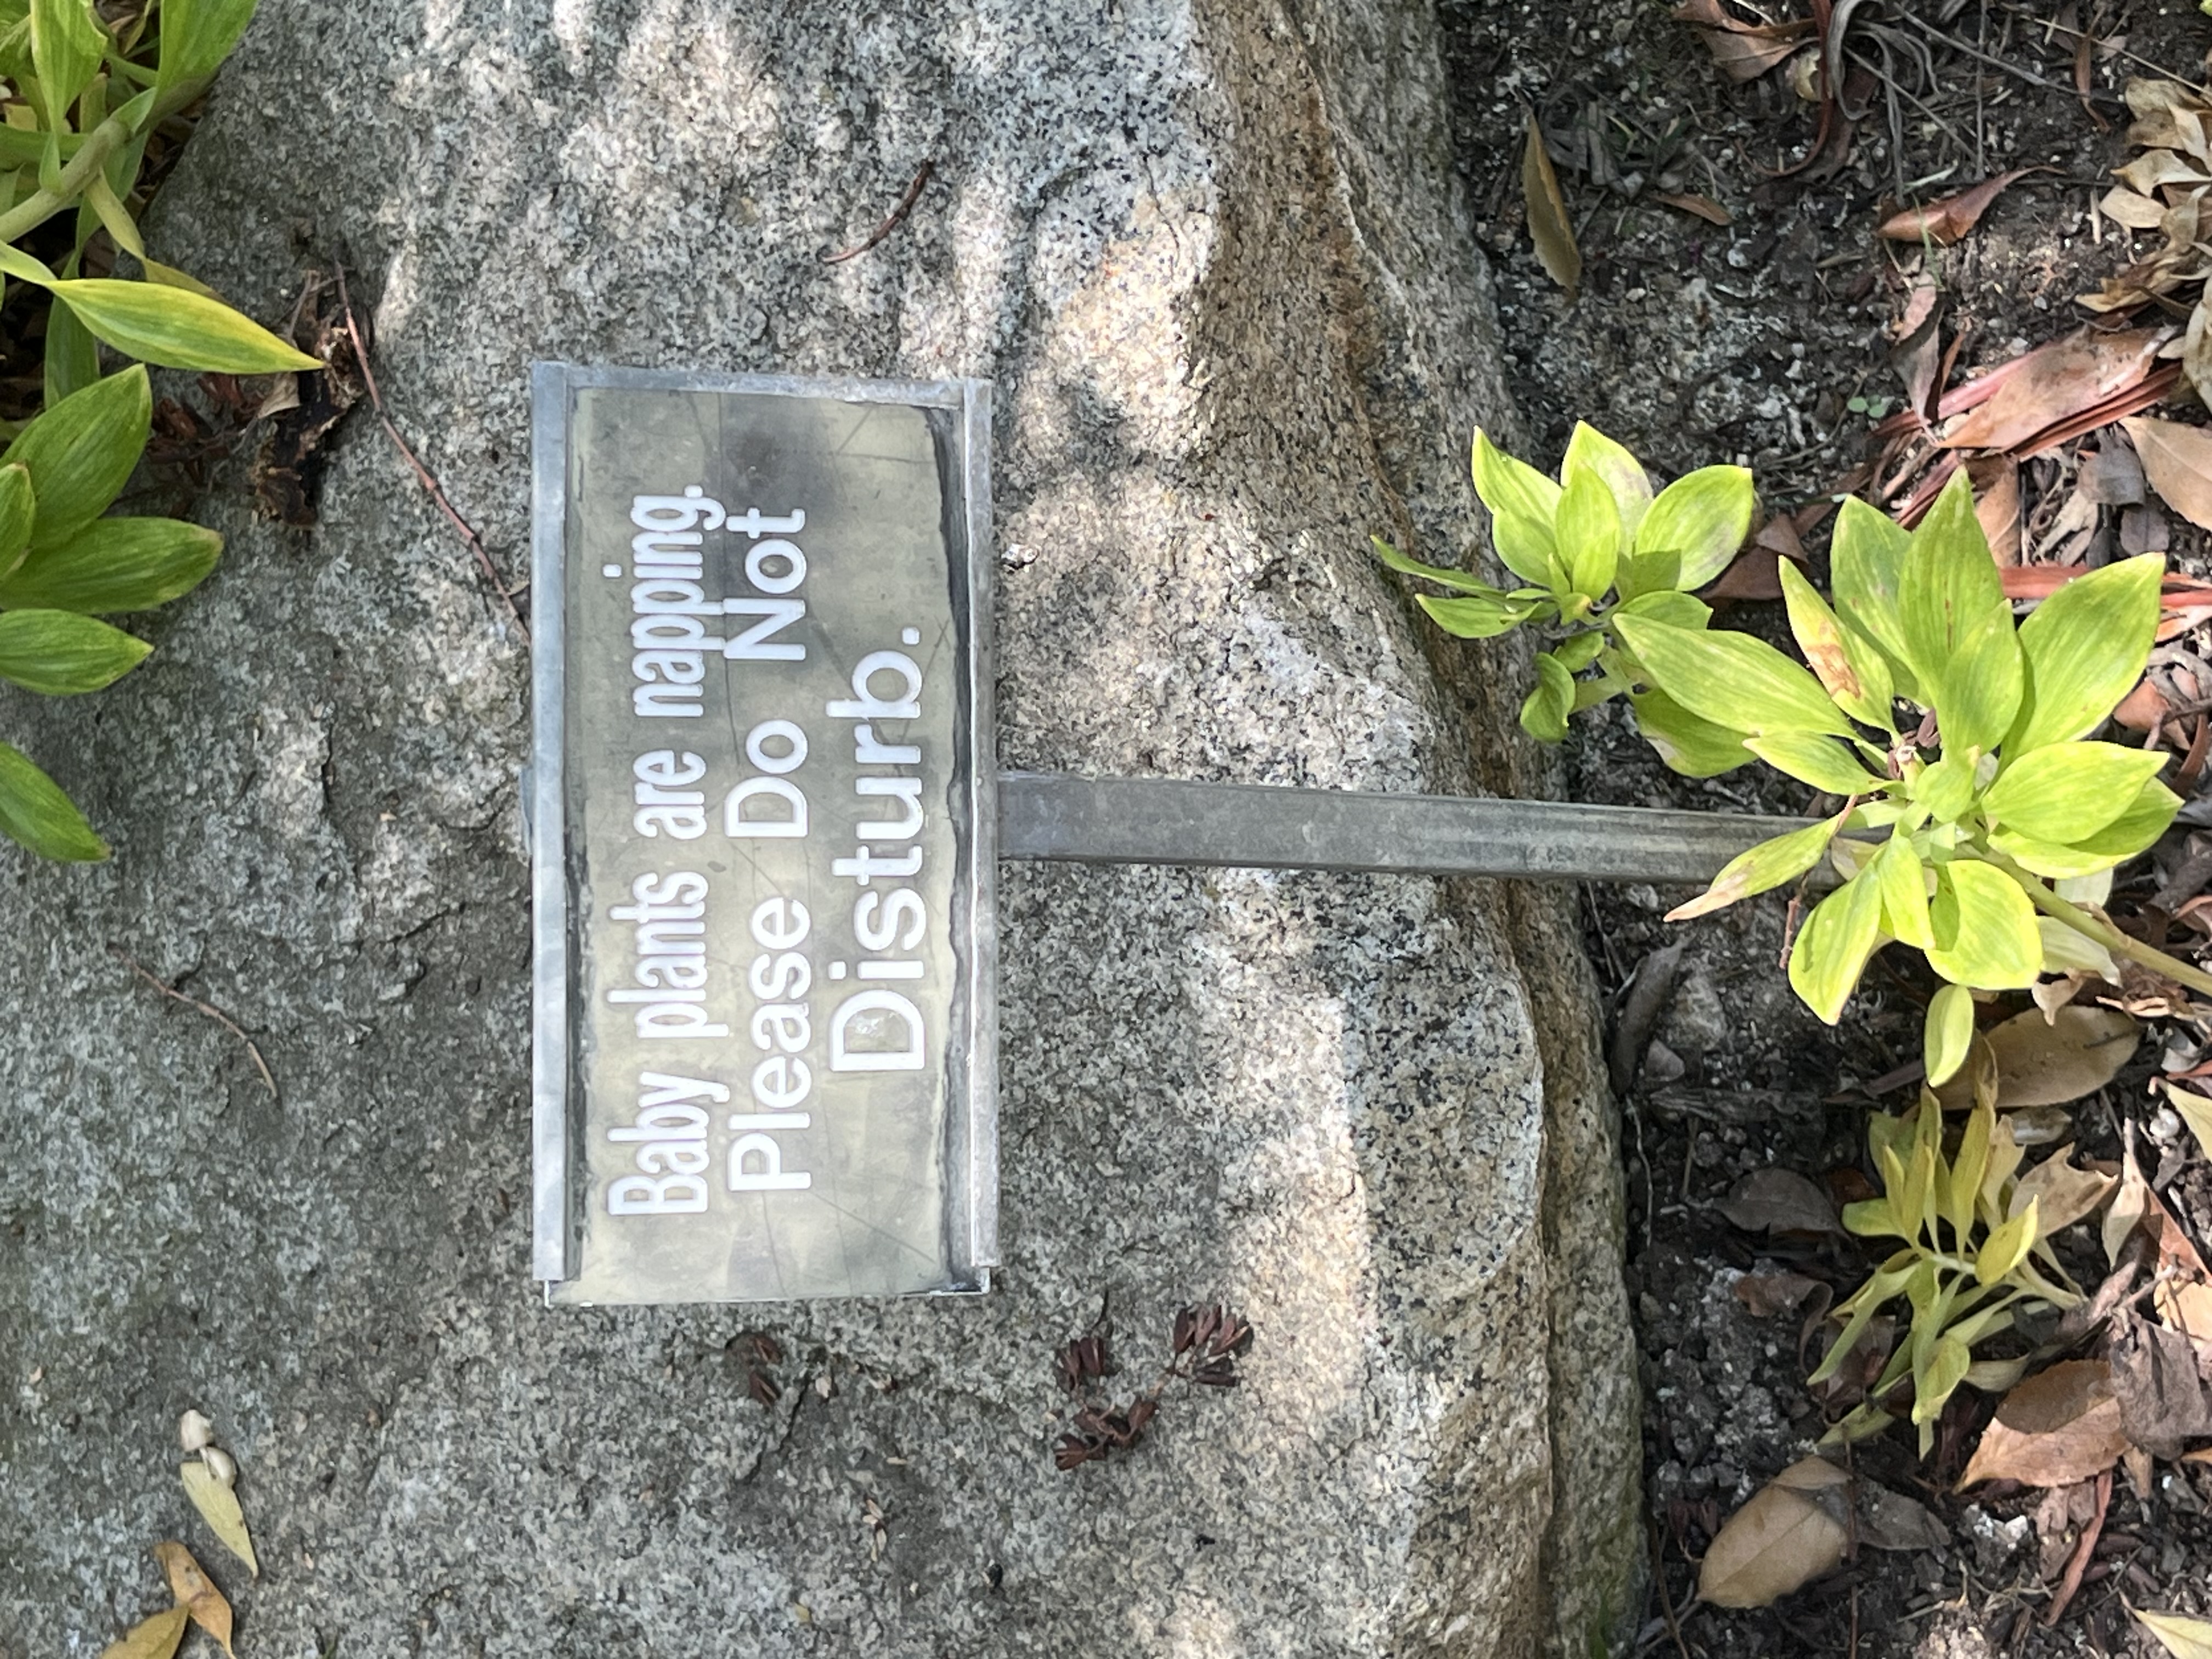 Baby plants are napping.
Please Do Not
Disturb.